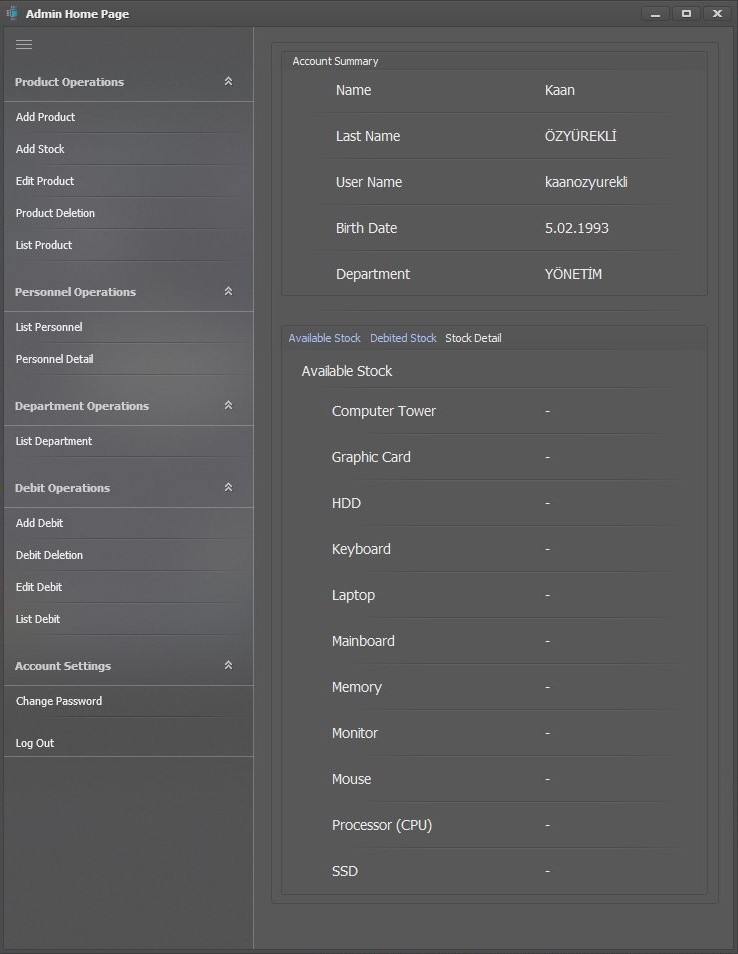 Admin Home Page
Product Operations
Add Product
Add Stock
Edit Product
Product Deletion
List Product
Personnel Operations
List Personnel
Personnel Detail
Department Operations
List Department
Debit Operations
Add Debit
Debit Deletion
Edit Debit
List Debit
Account Settings
Change Password
Log Out
Account Summary
Name Kaan
Last Name ÖZYÜREKLİ
User Name kaanozyurekli
Birth Date 5.02.1993
Department YÖNETİM
Available Stock Debited Stock Stock Detail
Available Stock
Computer Tower -
Graphic Card -
HDD -
Keyboard -
Laptop -
Mainboard -
Memory -
Monitor -
Mouse -
Processor (CPU) -
SSD -